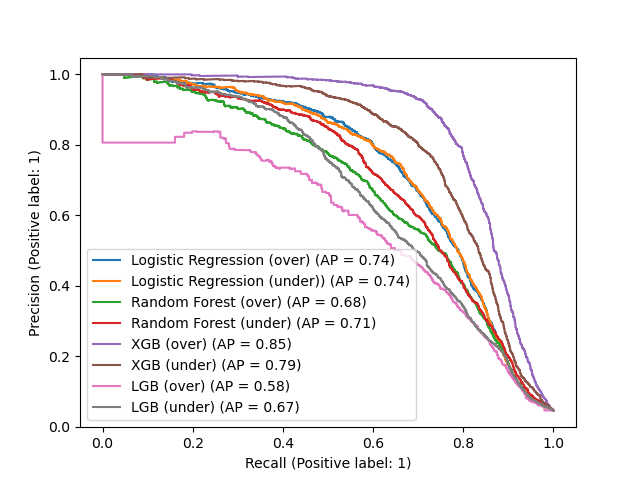 1.0
0.8
0.6
0.4
0.2
0.0
Precision (Positive label: 1)
Logistic Regression (over) (AP = 0.74)
Logistic Regression (under)) (AP = 0.74)
Random Forest (over) (AP = 0.68)
Random Forest (under) (AP = 0.71)
XGB (over) (AP = 0.85)
XGB (under) (AP = 0.79)
LGB (over) (AP = 0.58)
LGB (under) (AP = 0.67)
0.0 0.2 0.4 0.6 0.8 1.0
Recall (Positive label: 1)